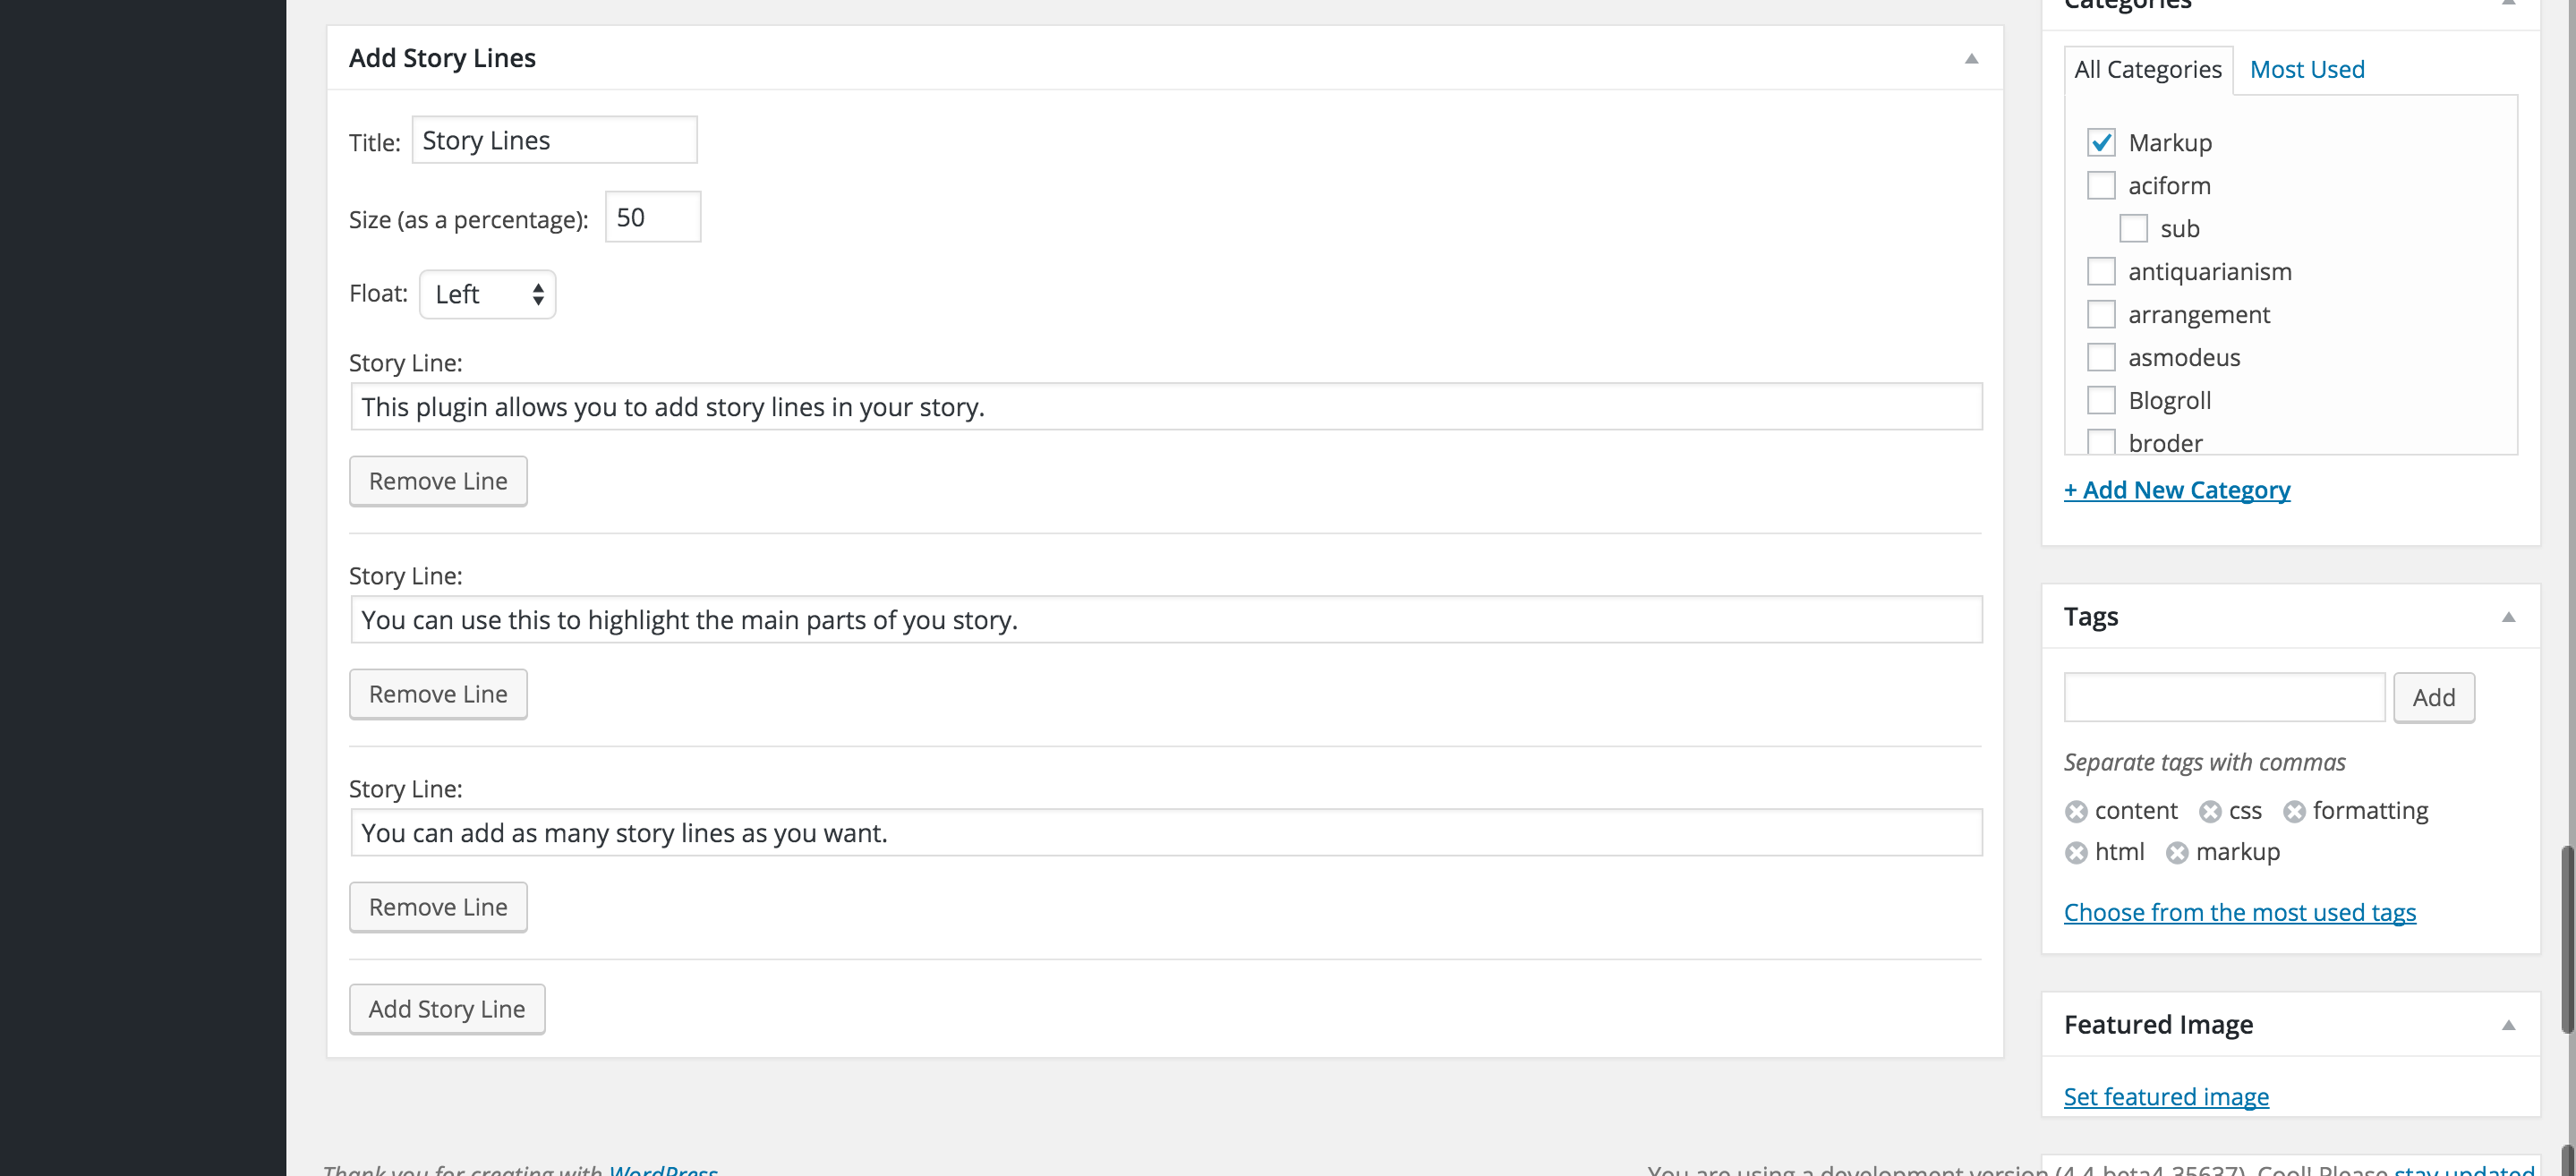 Add Story Lines
Title: Story Lines
Size (as a percentage): 50
Float: Left
Story Line:
This plugin allows you to add story lines in your story.
Remove Line
Story Line:
You can use this to highlight the main parts of you story.
Remove Line
Story Line:
You can add as many story lines as you want.
Remove Line
Add Story Line
Categories
All Categories Most Used
Markup
aciform
sub
antiquarianism
arrangement
asmodeus
Blogroll
broder
+ Add New Category
Tags
Add
Separate tags with commas
content css formatting
html markup
Choose from the most used tags
Featured Image
Set featured image
Thank you for creating with WordPress
You are using a development version (4.4-beta4-35637). Cool! Please stay updated